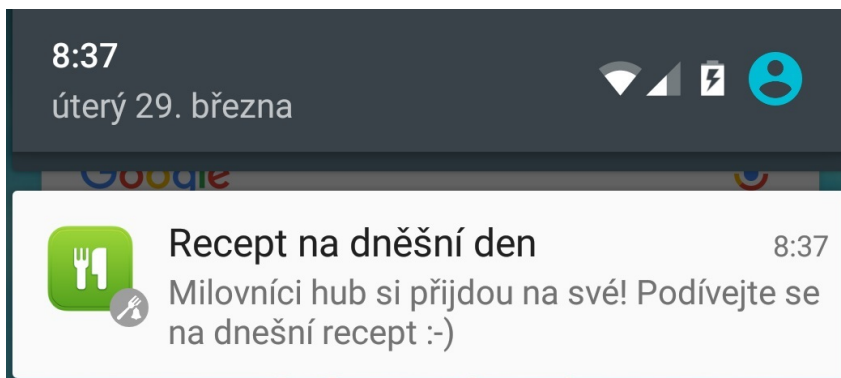 8:37
úterý 29. března
Google
Recept na dněšní den
8:37
Milovníci hub si přijdou na své! Podívejte se
na dnešní recept :-)